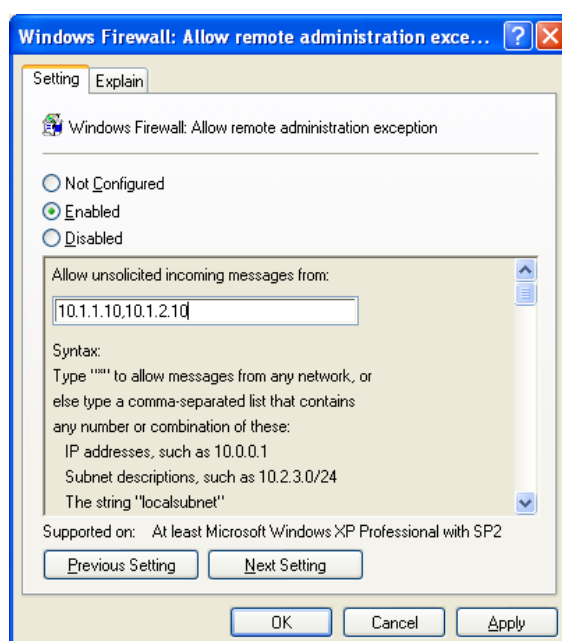 Windows Firewall: Allow remote administration exce...
Setting
Explain
Windows Firewall: Allow remote administration exception
Not Configured
Enabled
Disabled
Allow unsolicited incoming messages from:
10.1.1.10,10.1.2.10
Syntax:
Type "*" to allow messages from any network, or
else type a comma-separated list that contains
any number or combination of these:
IP addresses, such as 10.0.0.1
Subnet descriptions, such as 10.2.3.0/24
The string "localsubnet"
Supported on: At least Microsoft Windows XP Professional with SP2
Previous Setting
Next Setting
OK
Cancel
Apply